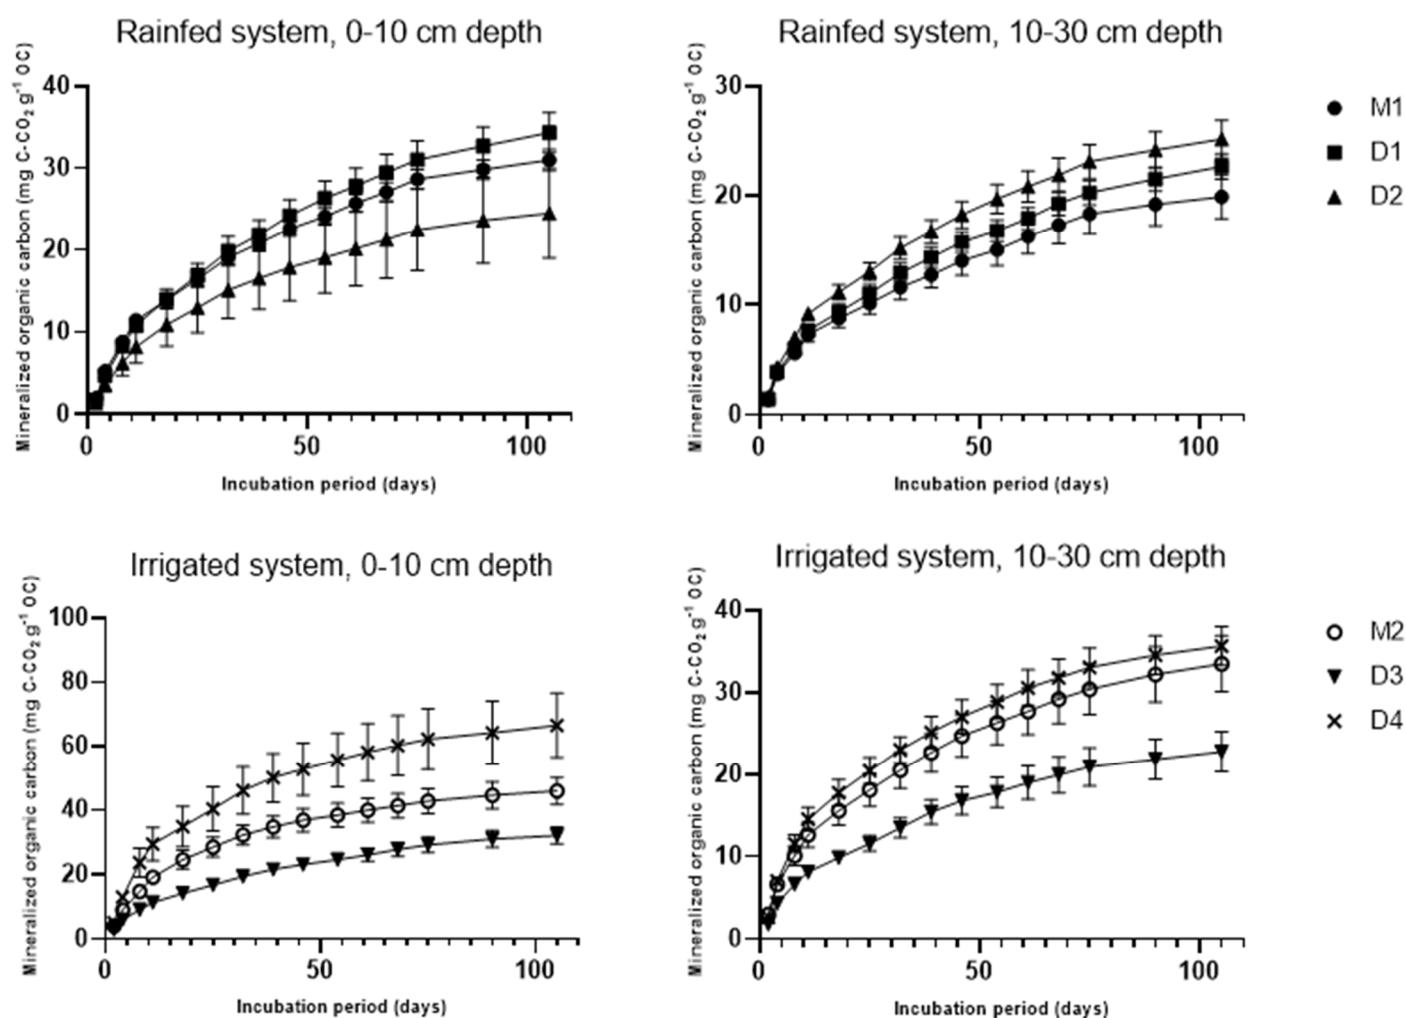 Rainfed system, 0-10 cm depth
Mineralized organic carbon (mg C-CO₂ g⁻¹ OC)
40
30
20
10
0
0 50 100
Incubation period (days)
Rainfed system, 10-30 cm depth
Mineralized organic carbon (mg C-CO₂ g⁻¹ OC)
30
20
10
0
0 50 100
Incubation period (days)
M1
D1
D2
Irrigated system, 0-10 cm depth
Mineralized organic carbon (mg C-CO₂ g⁻¹ OC)
100
80
60
40
20
0
0 50 100
Incubation period (days)
Irrigated system, 10-30 cm depth
Mineralized organic carbon (mg C-CO₂ g⁻¹ OC)
40
30
20
10
0
0 50 100
Incubation period (days)
M2
D3
D4